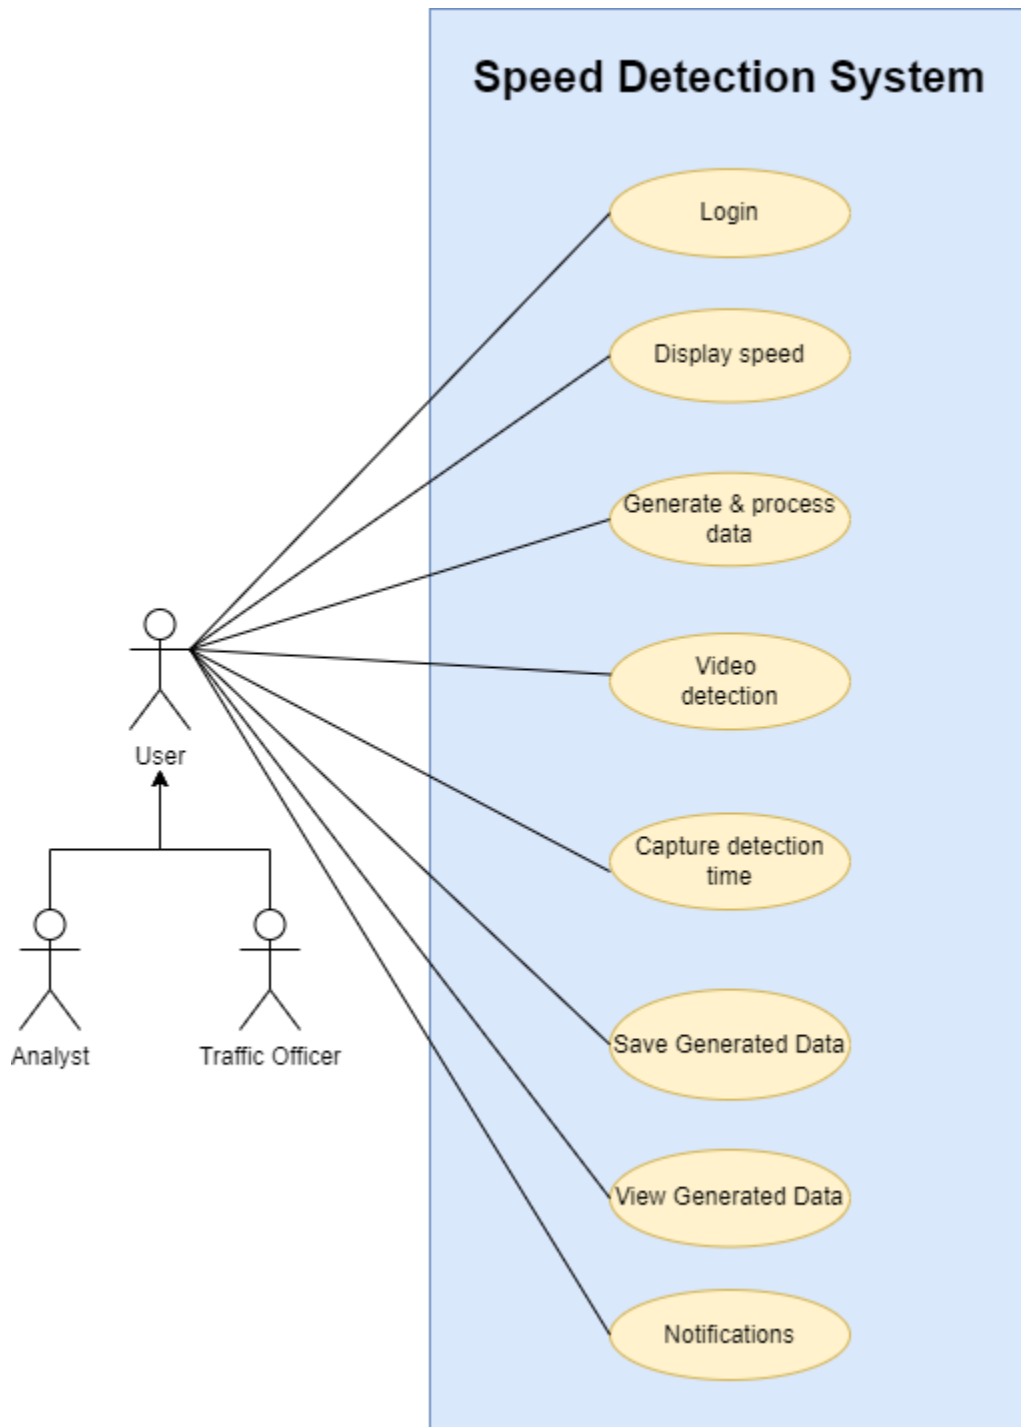 Speed Detection System
Login
Display speed
Generate & process
data
Video
detection
User
Capture detection
time
Analyst
Traffic Officer
Save Generated Data
View Generated Data
Notifications